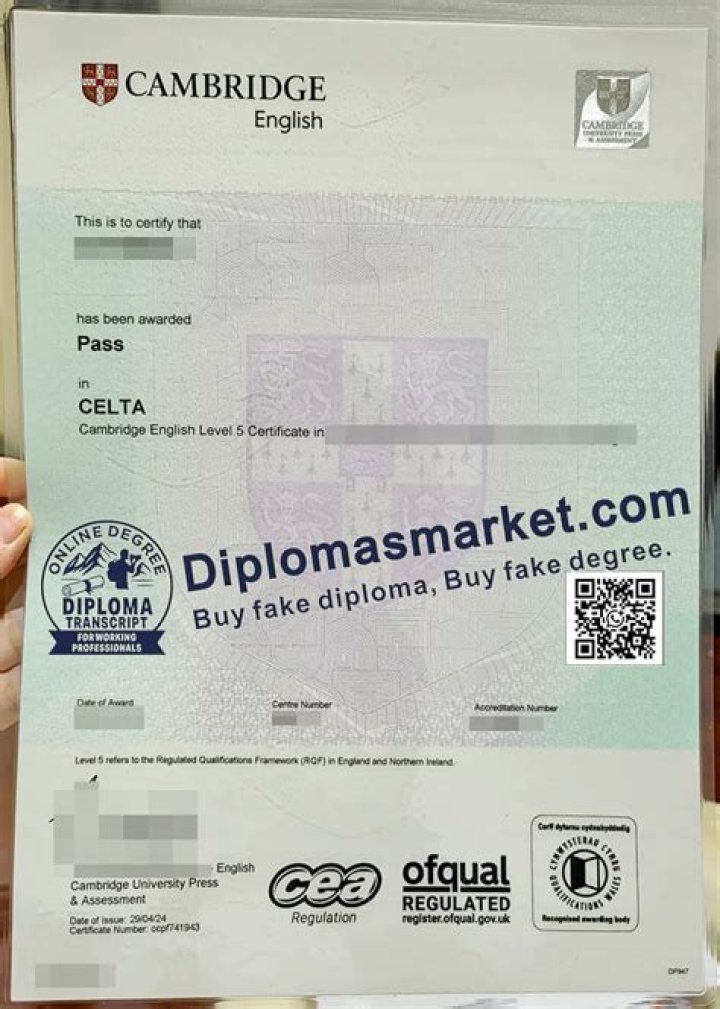 CAMBRIDGE
English
CAMBRIDGE
UNIVERSITY PRESS
& ASSESSMENT
This is to certify that
has been awarded
Pass
in
CELTA
Cambridge English Level 5 Certificate in
Diplomasmarket.com
Buy fake diploma, Buy fake degree.
ONLINE DEGREE
DIPLOMA
TRANSCRIPT
FOR WORKING
PROFESSIONALS
Date of Award
Centre Number
Accreditation Number
Level 5 refers to the Regulated Qualifications Framework (RQF) in England and Northern Ireland.
English
Cambridge University Press
& Assessment
Date of Issue: 29/04/24
Certificate Number: ccpf741943
cea
Regulation
ofqual
REGULATED
register.ofqual.gov.uk
Corff dyfarnu cydnabyddedig
CYMWYSTERAU CYMRU
QUALIFICATIONS WALES
Recognised awarding body
DP947